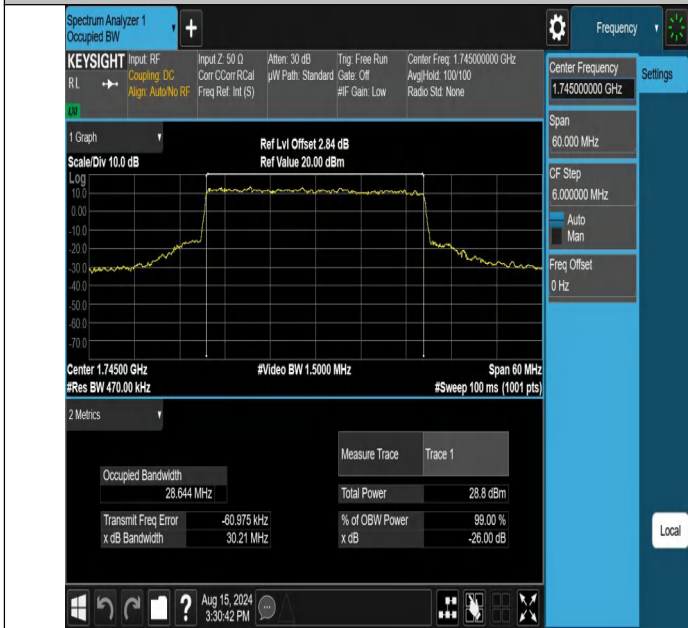 Spectrum Analyzer 1
Occupied BW
Frequency
KEYSIGHT
RL
LXI
Input: RF
Coupling: DC
Align: Auto/No RF
Input Z: 50 Ω
Corr CCorr RCal
Freq Ref: Int (S)
Atten: 30 dB
µW Path: Standard
Trig: Free Run
Gate: Off
#IF Gain: Low
Center Freq: 1.745000000 GHz
Avg|Hold: 100/100
Radio Std: None
Center Frequency
1.745000000 GHz
Settings
Span
60.000 MHz
CF Step
6.000000 MHz
Auto
Man
Freq Offset
0 Hz
Local
1 Graph
Scale/Div 10.0 dB
Ref Lvl Offset 2.84 dB
Ref Value 20.00 dBm
Log
10.0
0.00
-10.0
-20.0
-30.0
-40.0
-50.0
-60.0
-70.0
Center 1.74500 GHz
#Video BW 1.5000 MHz
Span 60 MHz
#Res BW 470.00 kHz
#Sweep 100 ms (1001 pts)
2 Metrics
Measure Trace Trace 1
Occupied Bandwidth
28.644 MHz
Total Power 28.8 dBm
Transmit Freq Error -60.975 kHz
% of OBW Power 99.00 %
x dB Bandwidth 30.21 MHz
x dB -26.00 dB
?
Aug 15, 2024
3:30:42 PM